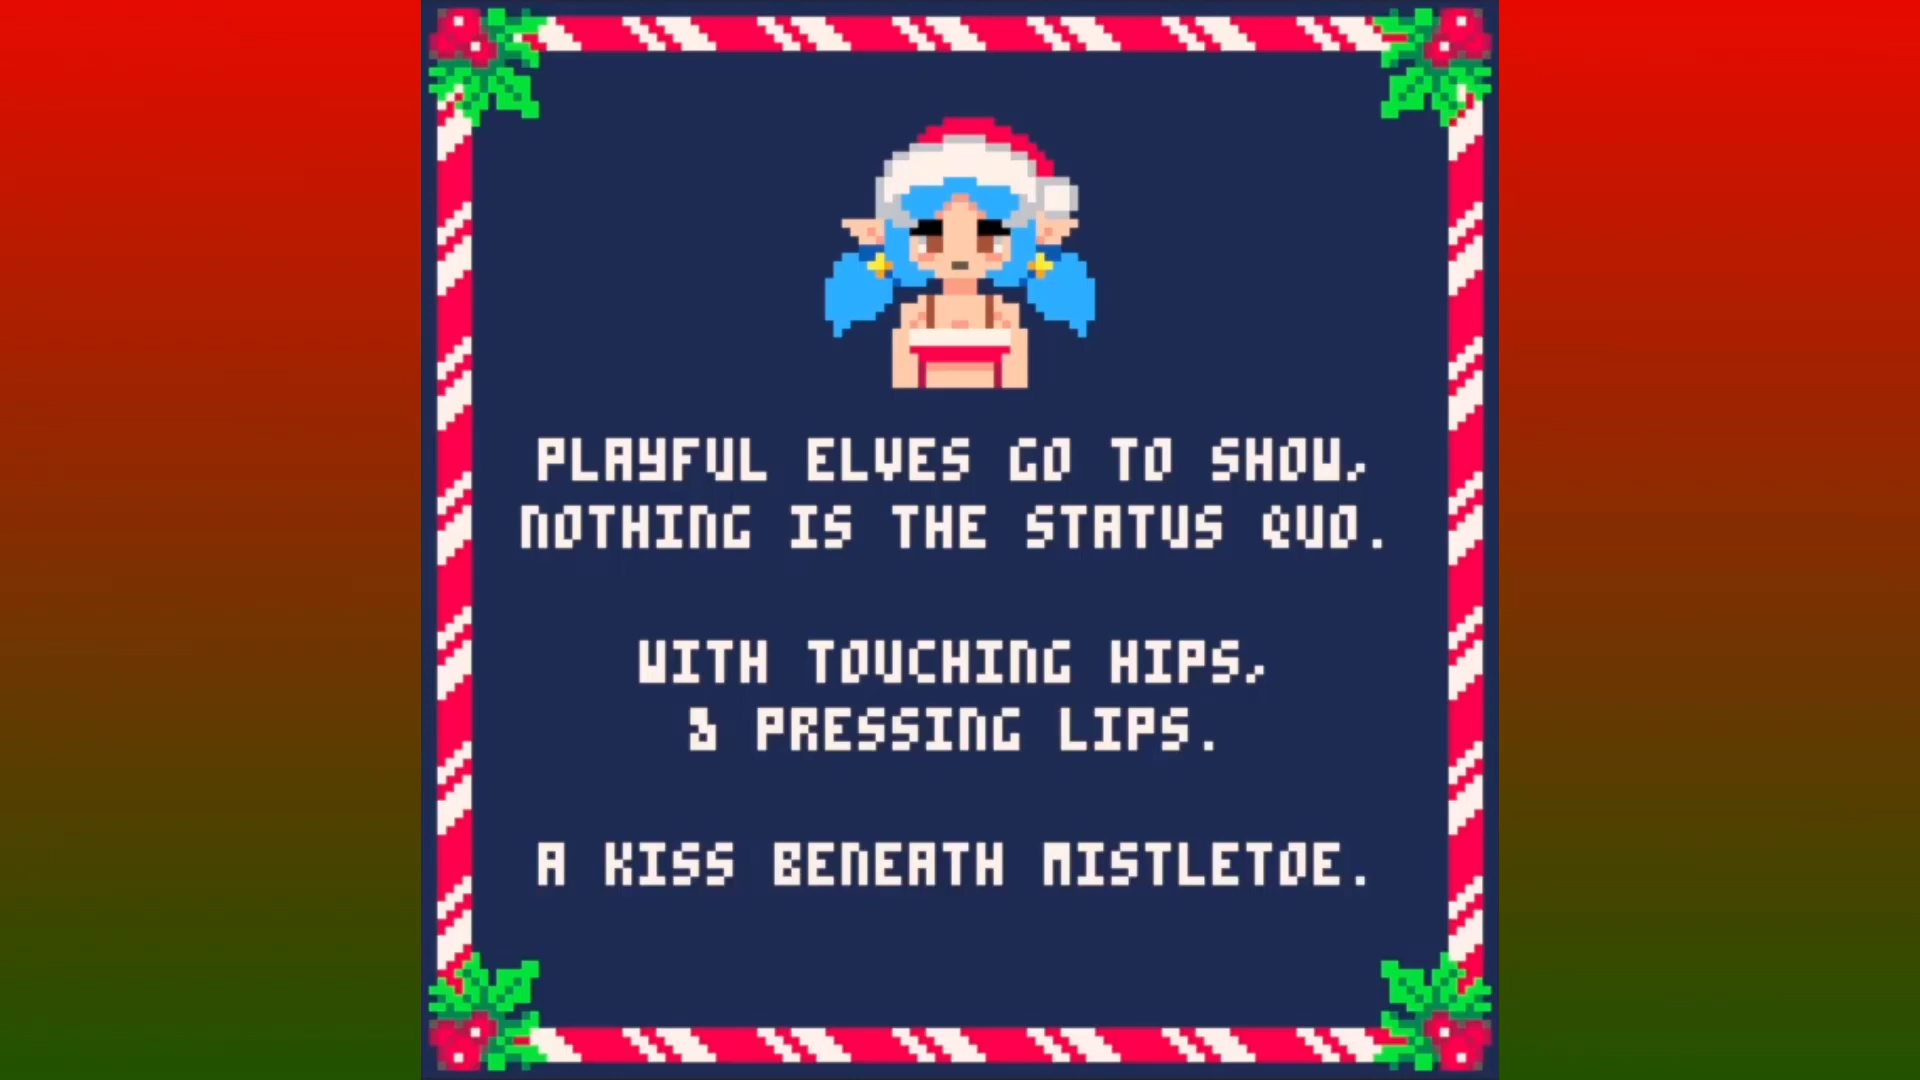 PLAYFUL ELVES GO TO SHOW,
NOTHING IS THE STATUS QUO.
WITH TOUCHING HIPS,
& PRESSING LIPS.
A KISS BENEATH MISTLETOE.